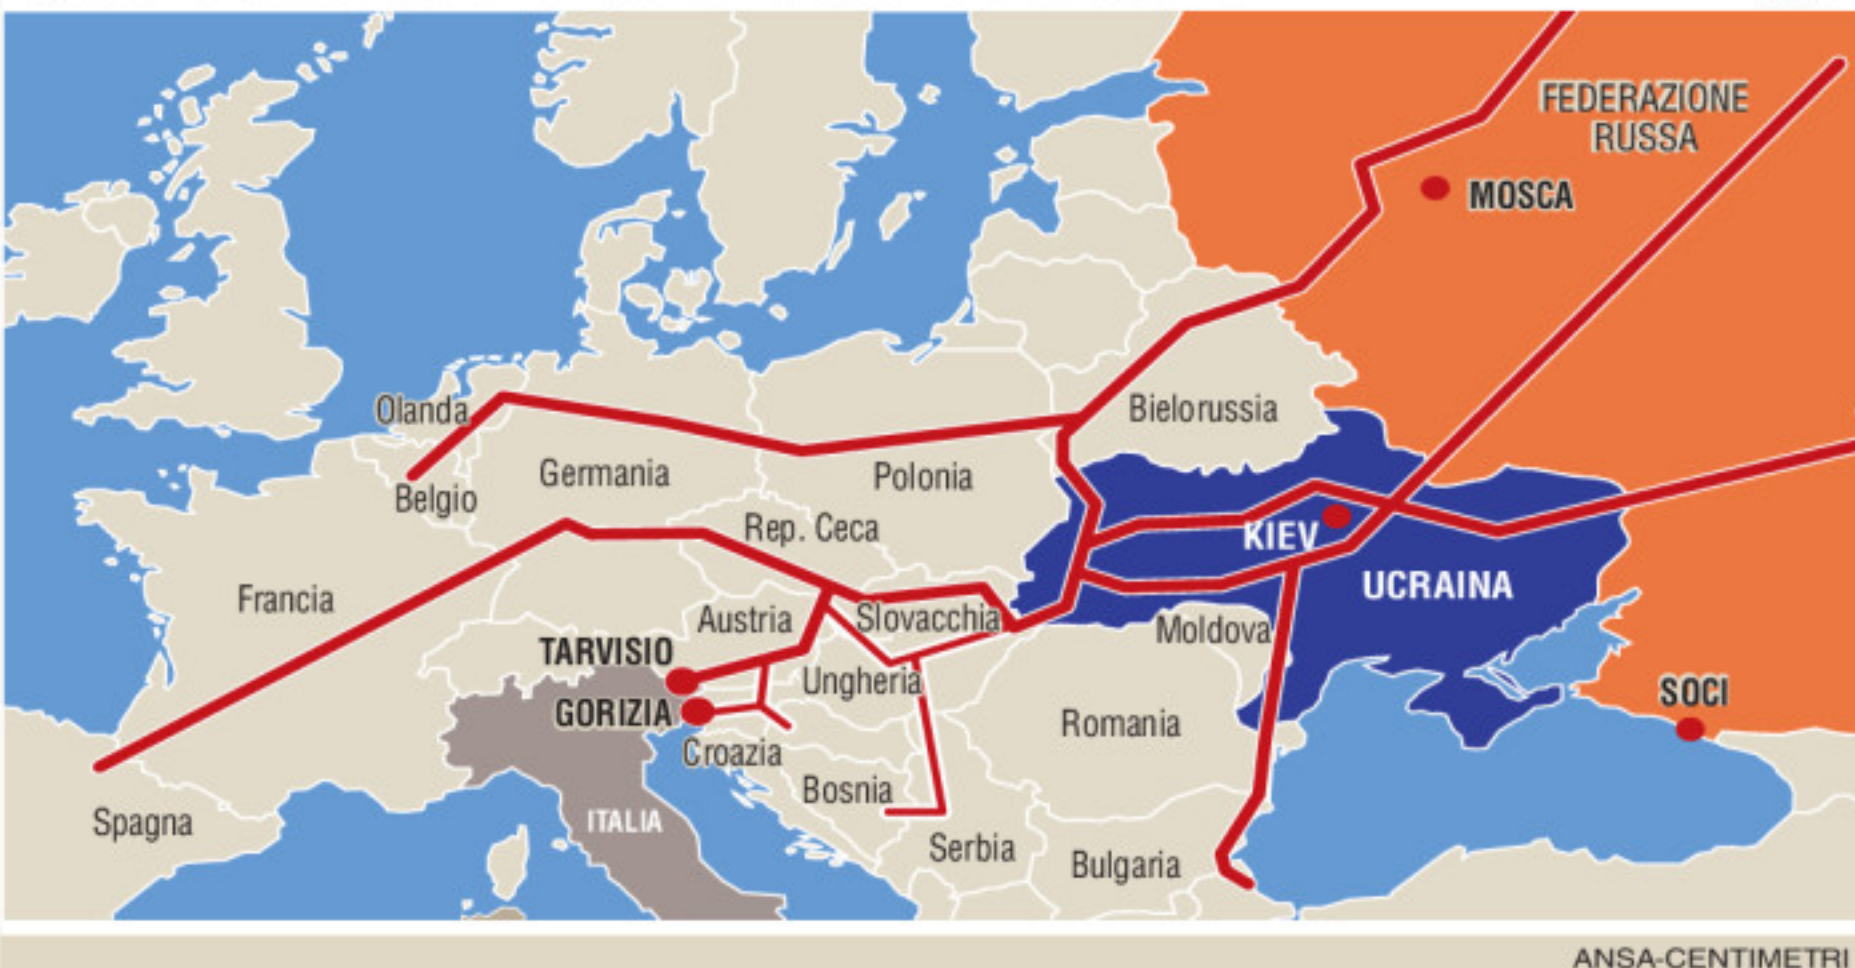 FEDERAZIONE
RUSSA
MOSCA
Olanda
Bielorussia
Germania
Polonia
Belgio
Rep. Ceca
KIEV
UCRAINA
Francia
Austria
Slovacchia
Moldova
TARVISIO
Ungheria
SOCI
GORIZIA
Romania
Croazia
Bosnia
ITALIA
Spagna
Serbia
Bulgaria
ANSA-CENTIMETRI